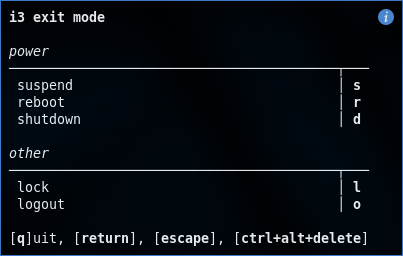 i3 exit mode
power
suspend s
reboot r
shutdown d
other
lock l
logout o
[q]uit, [return], [escape], [ctrl+alt+delete]